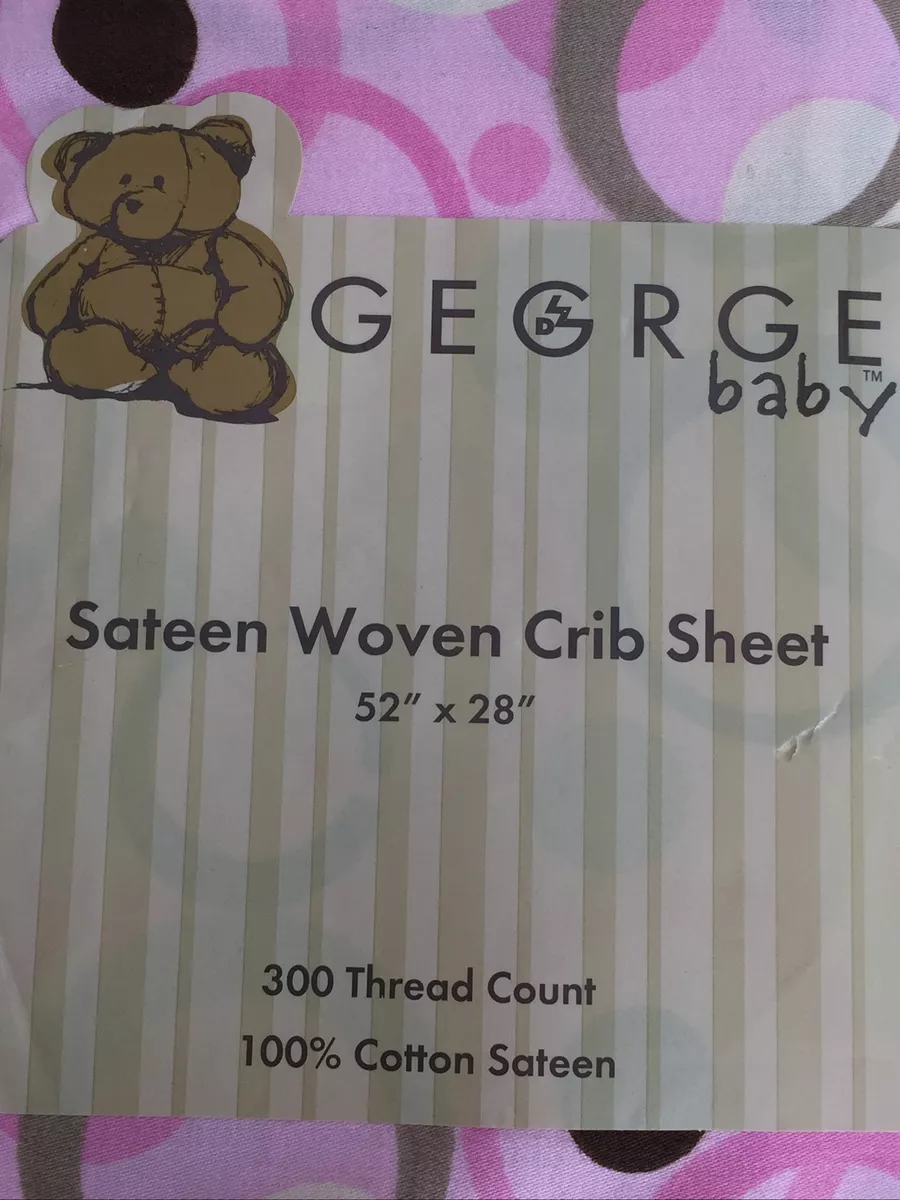 GEORGE
baby™
Sateen Woven Crib Sheet
52" x 28"
300 Thread Count
100% Cotton Sateen